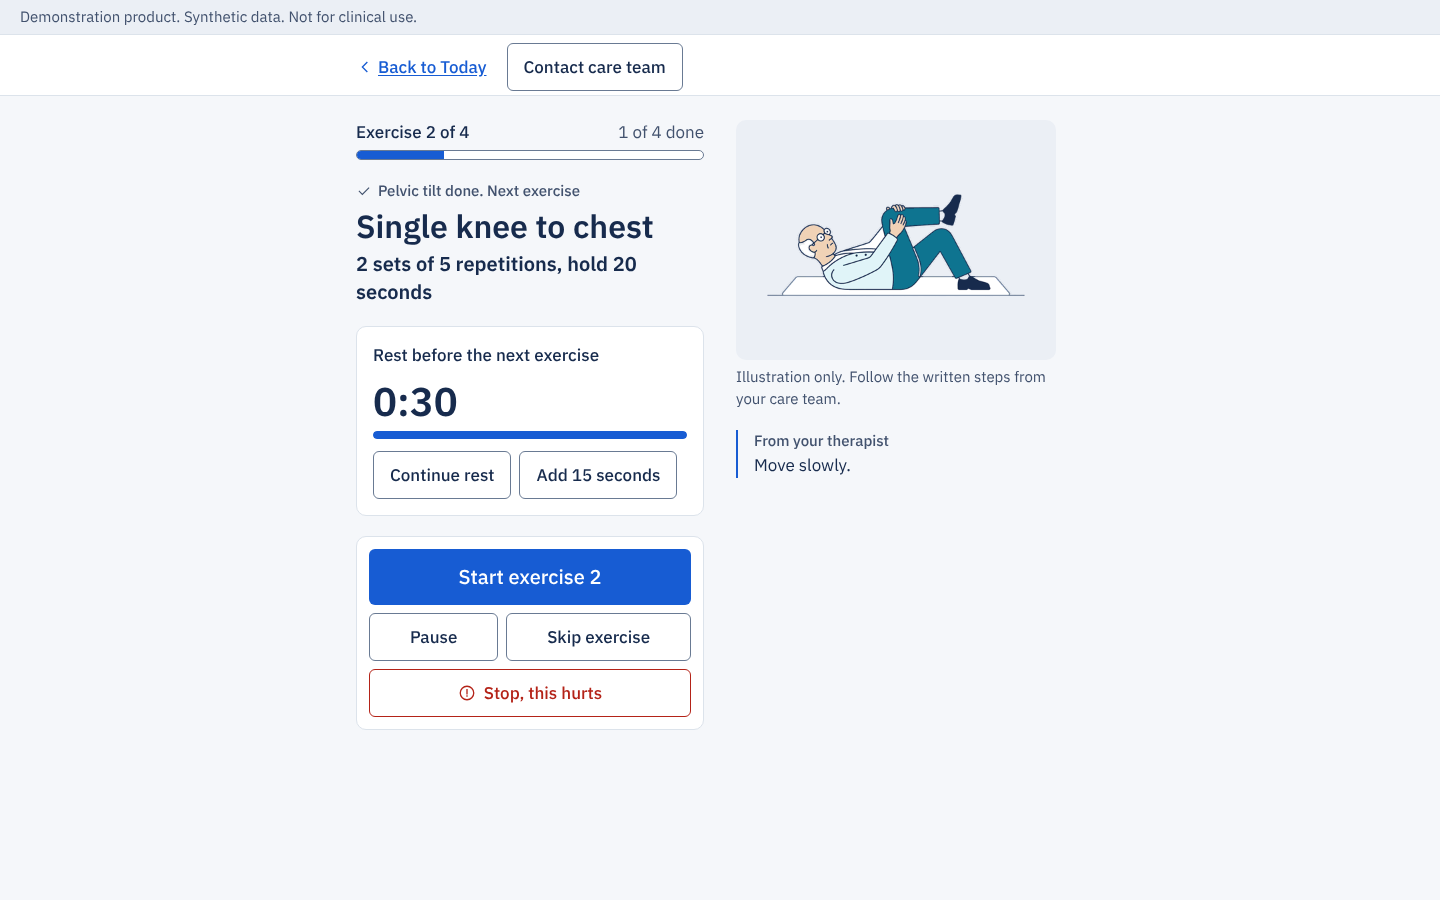 Demonstration product. Synthetic data. Not for clinical use.
Back to Today
Contact care team
Exercise 2 of 4
1 of 4 done
Pelvic tilt done. Next exercise
Single knee to chest
2 sets of 5 repetitions, hold 20
seconds
Rest before the next exercise
0:30
Continue rest
Add 15 seconds
Start exercise 2
Pause
Skip exercise
Stop, this hurts
Illustration only. Follow the written steps from
your care team.
From your therapist
Move slowly.